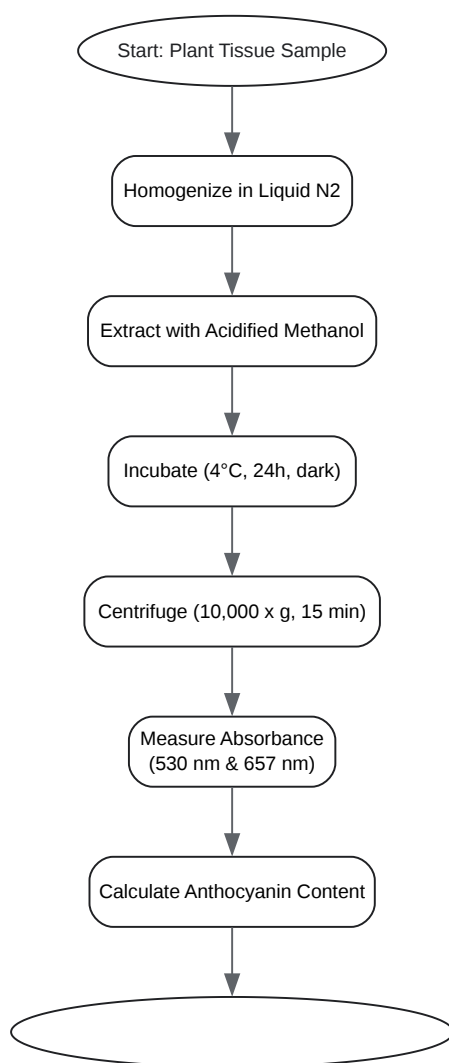 Start: Plant Tissue Sample
Homogenize in Liquid N2
Extract with Acidified Methanol
Incubate (4°C, 24h, dark)
Centrifuge (10,000 x g, 15 min)
Measure Absorbance
(530 nm & 657 nm)
Calculate Anthocyanin Content